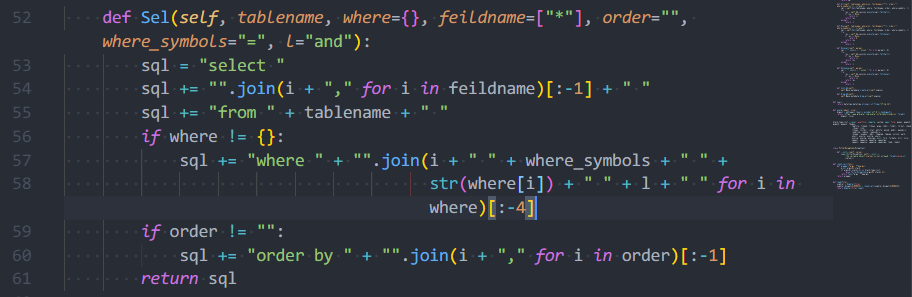 52 def Sel(self, tablename, where={}, feildname=["*"], order="",
where_symbols="=", l="and"):
53 sql = "select "
54 sql += "".join(i + "," for i in feildname)[:-1] + " "
55 sql += "from " + tablename + " "
56 if where != {}:
57 sql += "where " + "".join(i + " " + where_symbols + " " +
58 str(where[i]) + " " + l + " " for i in
where)[:-4]
59 if order != "":
60 sql += "order by " + "".join(i + "," for i in order)[:-1]
61 return sql